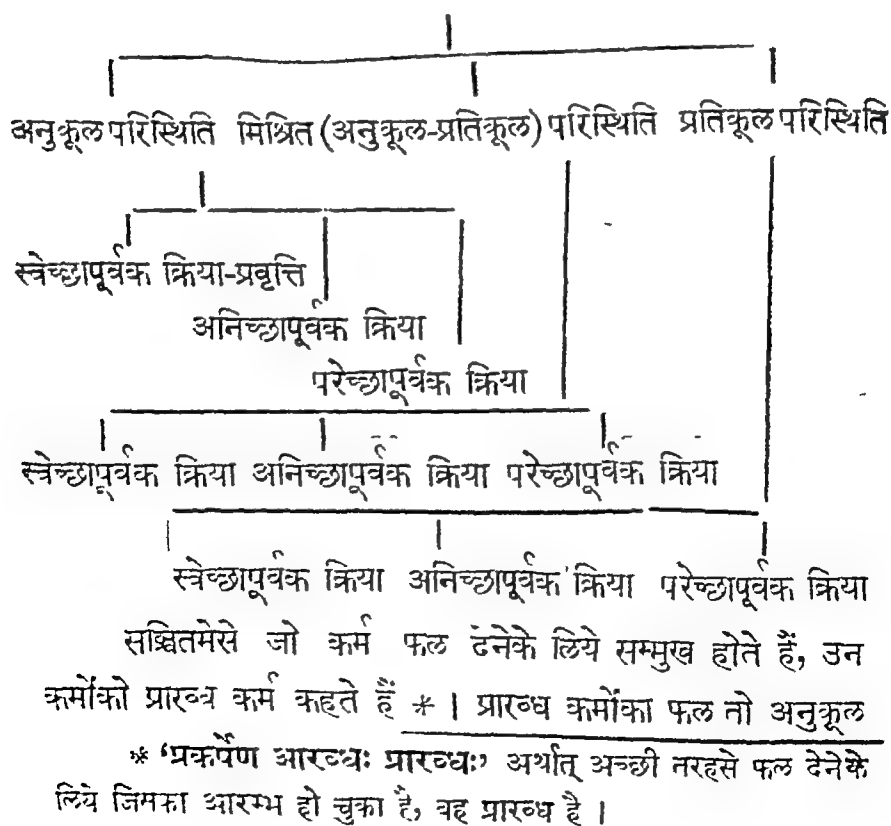 अनुकूल परिस्थिति मिश्रित (अनुकूल-प्रतिकूल) परिस्थिति प्रतिकूल परिस्थिति
स्वेच्छापूर्वक क्रिया-प्रवृत्ति
अनिच्छापूर्वक क्रिया
परेच्छापूर्वक क्रिया
स्वेच्छापूर्वक क्रिया अनिच्छापूर्वक क्रिया परेच्छापूर्वक क्रिया
स्वेच्छापूर्वक क्रिया अनिच्छापूर्वक क्रिया परेच्छापूर्वक क्रिया
सञ्चितमेसे जो कर्म फल देनेके लिये सम्मुख होते हैं, उन
कर्मोंको प्रारब्ध कर्म कहते हैं * । प्रारब्ध कर्मोंका फल तो अनुकूल
* 'प्रकर्षेण आरब्धः प्रारब्धः' अर्थात् अच्छी तरहसे फल देनेके
लिये जिसका आरम्भ हो चुका है, वह प्रारब्ध है ।